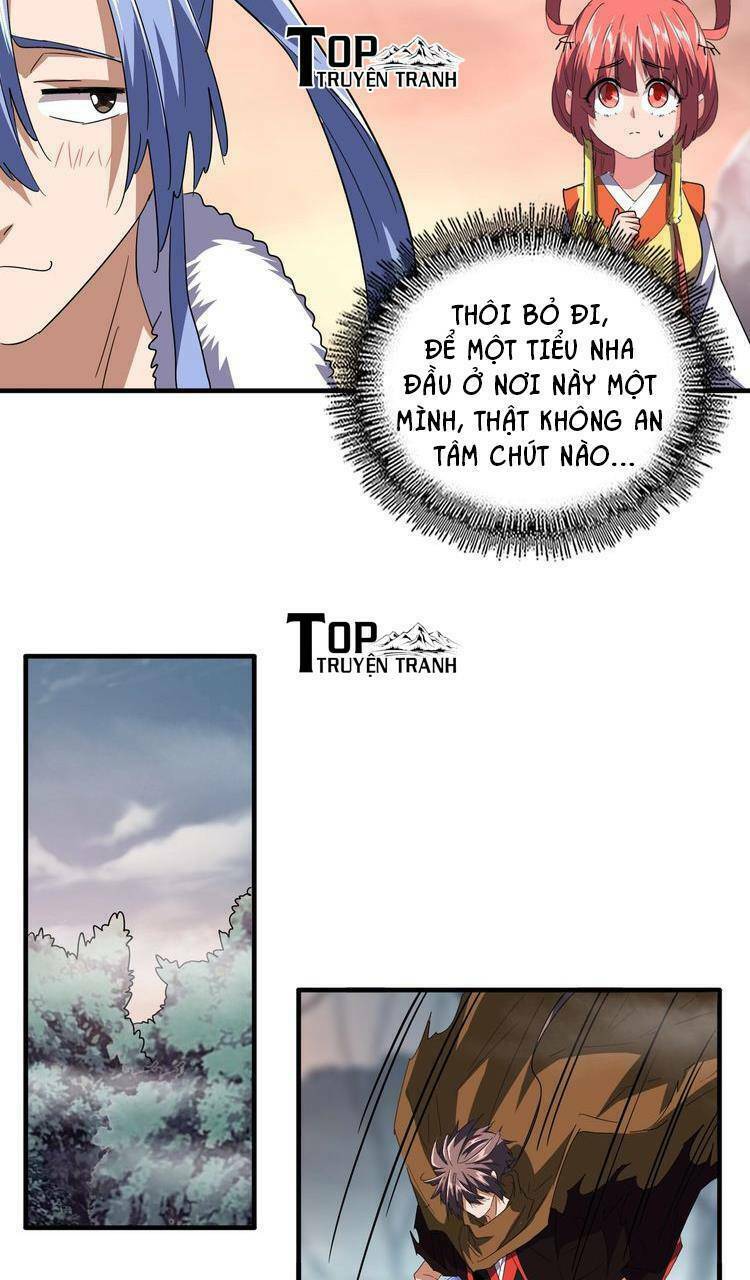 TOP
TRUYỆN TRANH
THÔI BỎ ĐI,
ĐỂ MỘT TIỂU NHA
ĐẦU Ở NƠI NÀY MỘT
MÌNH, THẬT KHÔNG AN
TÂM CHÚT NÀO...
TOP
TRUYỆN TRANH